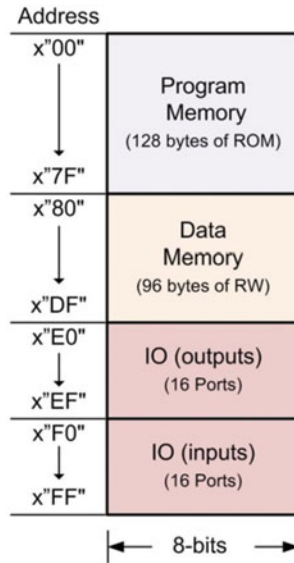 Address
x"00"
Program
Memory
(128 bytes of ROM)
x"7F"
x"80"
Data
Memory
(96 bytes of RW)
x"DF"
x"E0"
IO (outputs)
(16 Ports)
x"EF"
x"F0"
IO (inputs)
(16 Ports)
x"FF"
8-bits